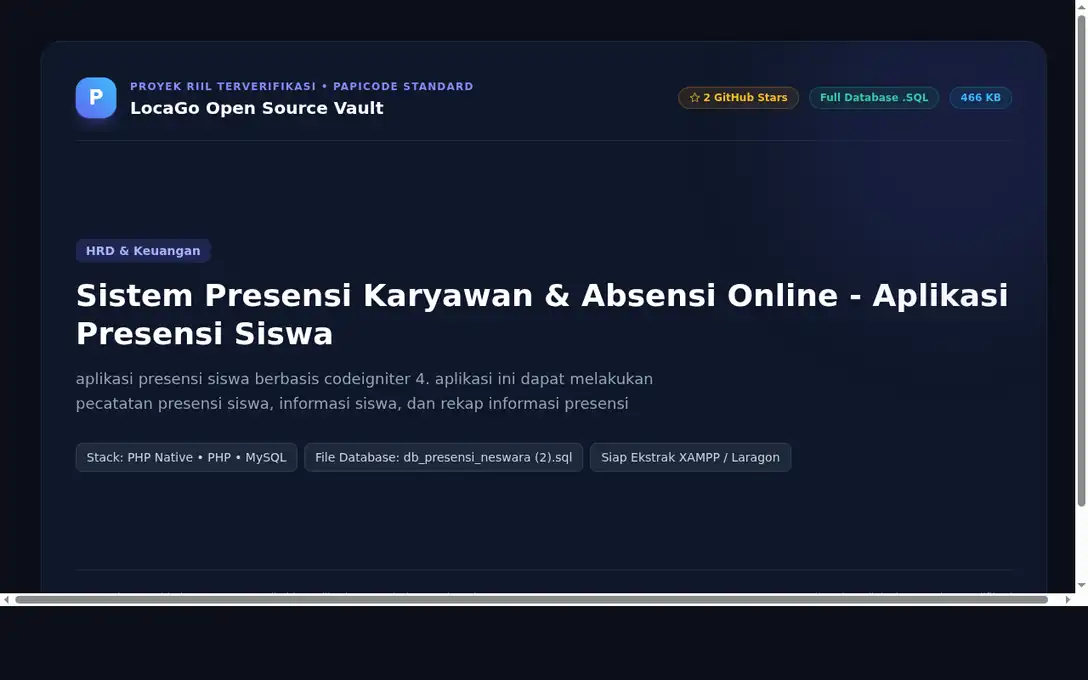 P
PROYEK RIIL TERVERIFIKASI • PAPICODE STANDARD
LocaGo Open Source Vault
☆ 2 GitHub Stars
Full Database .SQL
466 KB
HRD & Keuangan
Sistem Presensi Karyawan & Absensi Online - Aplikasi
Presensi Siswa
aplikasi presensi siswa berbasis codeigniter 4. aplikasi ini dapat melakukan
pecatatan presensi siswa, informasi siswa, dan rekap informasi presensi
Stack: PHP Native • PHP • MySQL
File Database: db_presensi_neswara (2).sql
Siap Ekstrak XAMPP / Laragon